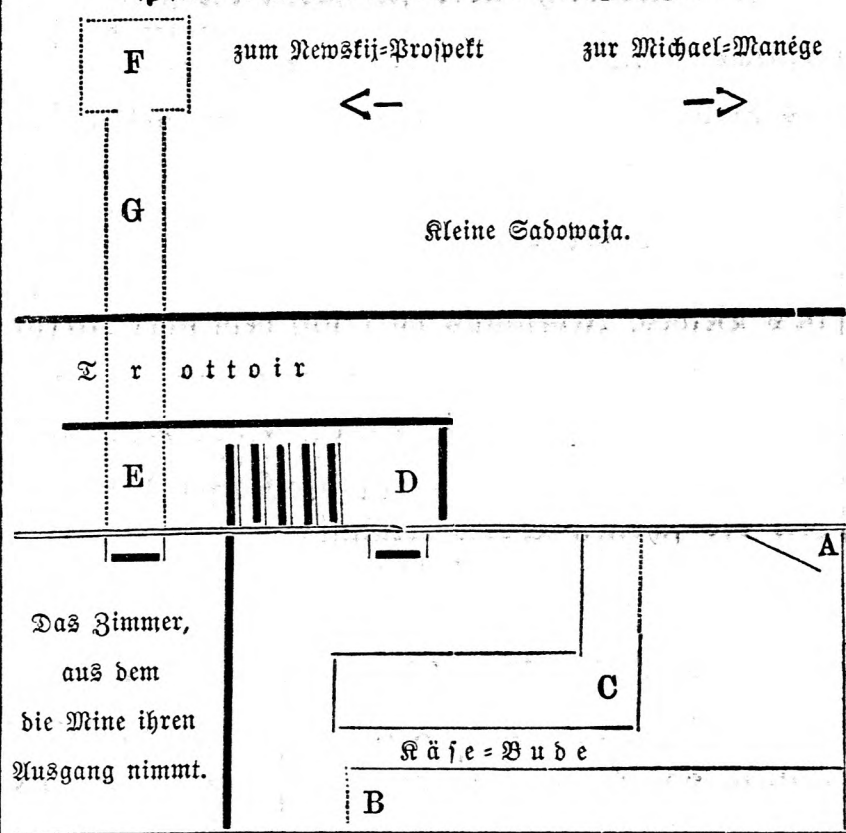 F
zum Newskij-Prospekt
zur Michael-Manége
G
Kleine Sadowaja.
Trottoir
E
D
A
Das Zimmer,
aus dem
die Mine ihren
Ausgang nimmt.
C
Käse-Bude
B